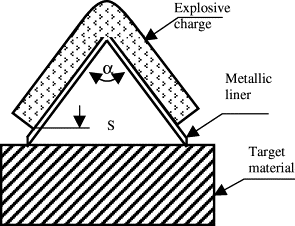 Explosive
charge
α
Metallic
liner
S
Target
material